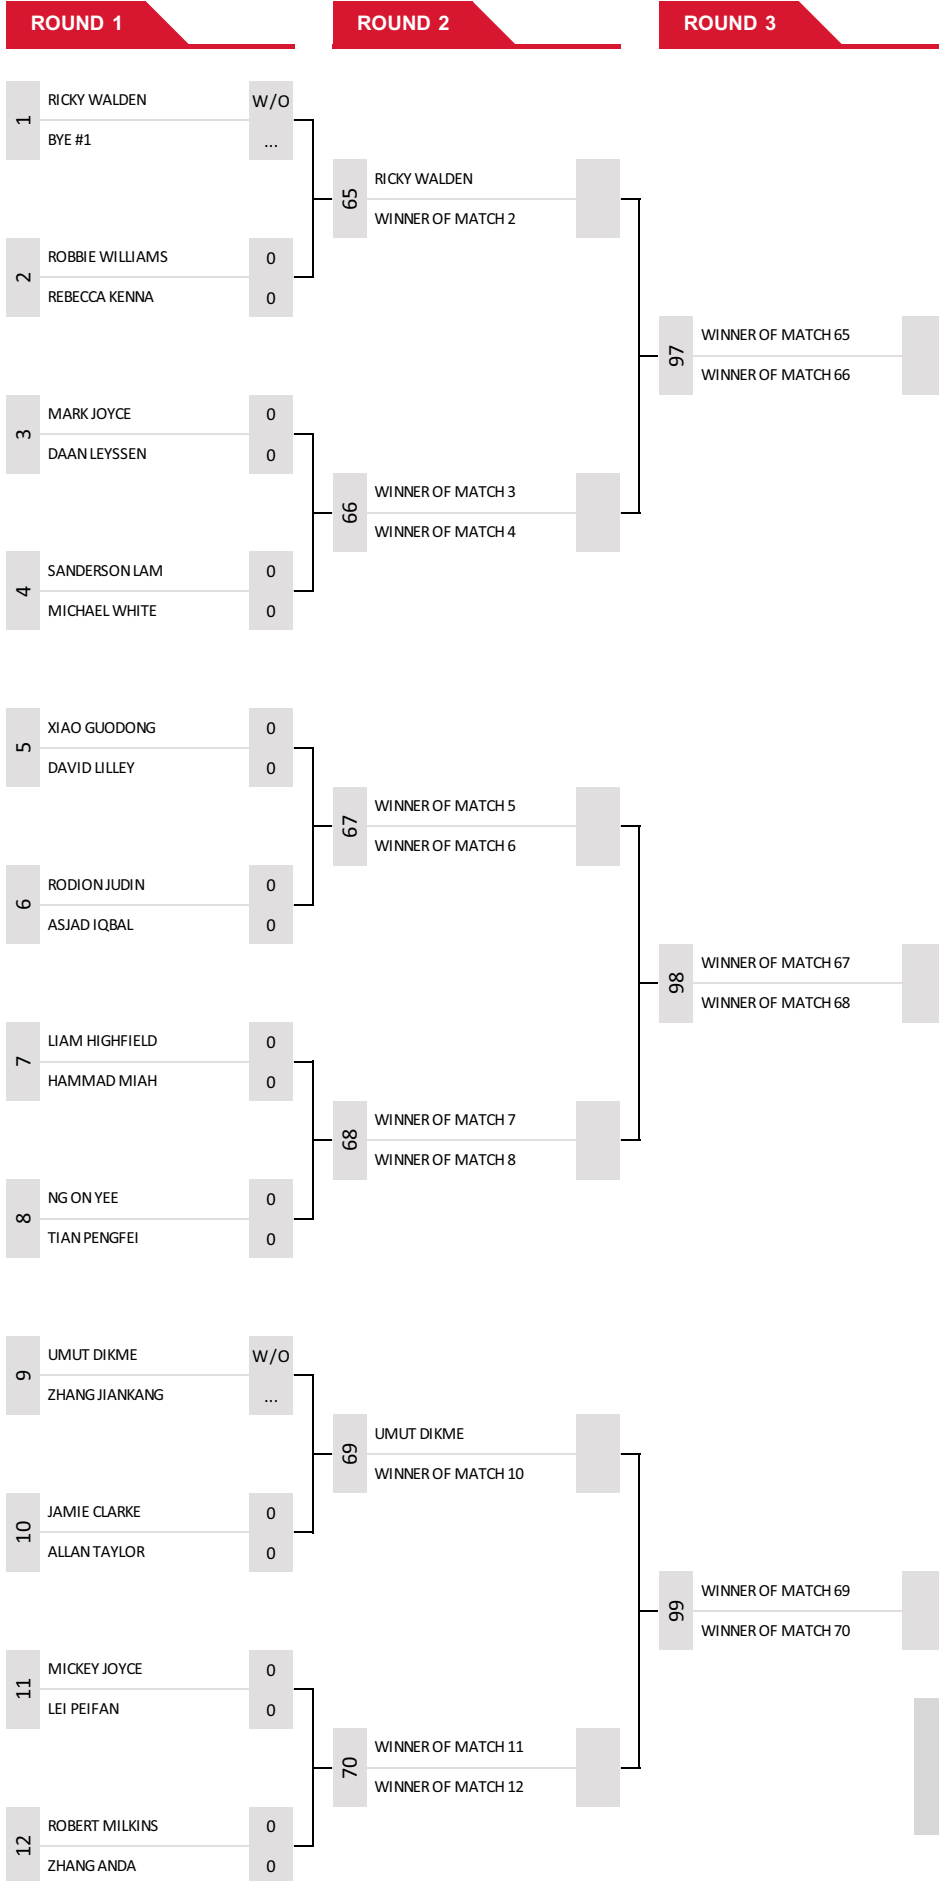 ROUND 1
ROUND 2
ROUND 3
1
RICKY WALDEN
W/O
BYE #1
...
65
RICKY WALDEN
WINNER OF MATCH 2
2
ROBBIE WILLIAMS
0
REBECCA KENNA
0
97
WINNER OF MATCH 65
WINNER OF MATCH 66
3
MARK JOYCE
0
DAAN LEYSSEN
0
66
WINNER OF MATCH 3
WINNER OF MATCH 4
4
SANDERSON LAM
0
MICHAEL WHITE
0
5
XIAO GUODONG
0
DAVID LILLEY
0
67
WINNER OF MATCH 5
WINNER OF MATCH 6
6
RODION JUDIN
0
ASJAD IQBAL
0
98
WINNER OF MATCH 67
WINNER OF MATCH 68
7
LIAM HIGHFIELD
0
HAMMAD MIAH
0
68
WINNER OF MATCH 7
WINNER OF MATCH 8
8
NG ON YEE
0
TIAN PENGFEI
0
9
UMUT DIKME
W/O
ZHANG JIANKANG
...
69
UMUT DIKME
WINNER OF MATCH 10
10
JAMIE CLARKE
0
ALLAN TAYLOR
0
99
WINNER OF MATCH 69
WINNER OF MATCH 70
11
MICKEY JOYCE
0
LEI PEIFAN
0
70
WINNER OF MATCH 11
WINNER OF MATCH 12
12
ROBERT MILKINS
0
ZHANG ANDA
0